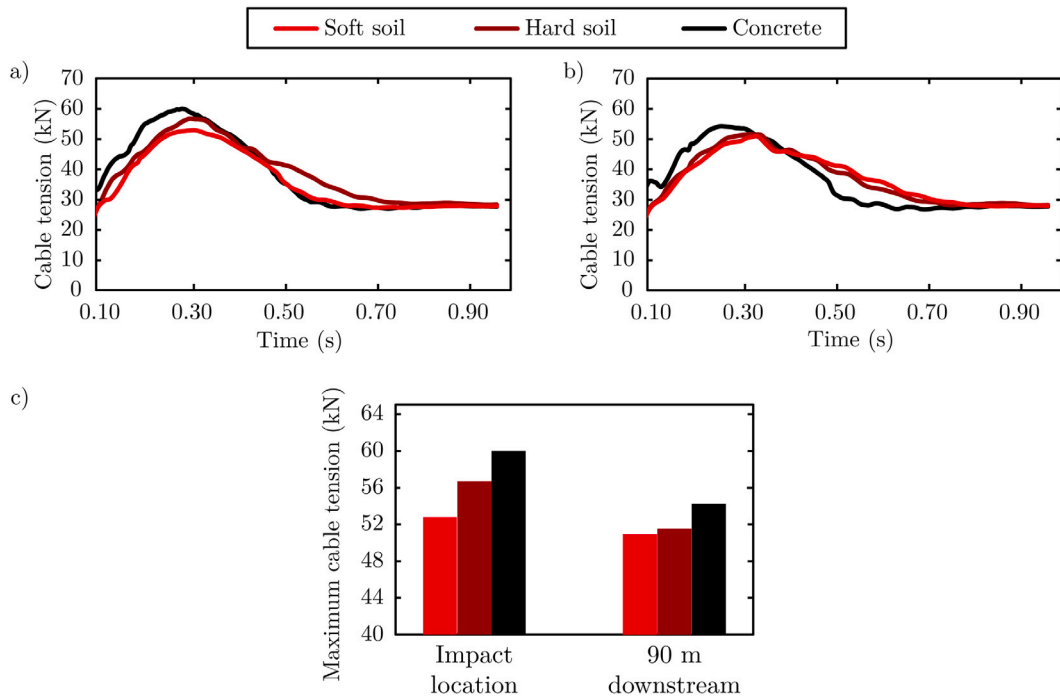 Soft soil Hard soil Concrete
a)
70
60
50
40
30
20
10
0
Cable tension (kN)
0.10 0.30 0.50 0.70 0.90
Time (s)
b)
70
60
50
40
30
20
10
0
Cable tension (kN)
0.10 0.30 0.50 0.70 0.90
Time (s)
c)
64
60
56
52
48
44
40
Maximum cable tension (kN)
Impact
location
90 m
downstream